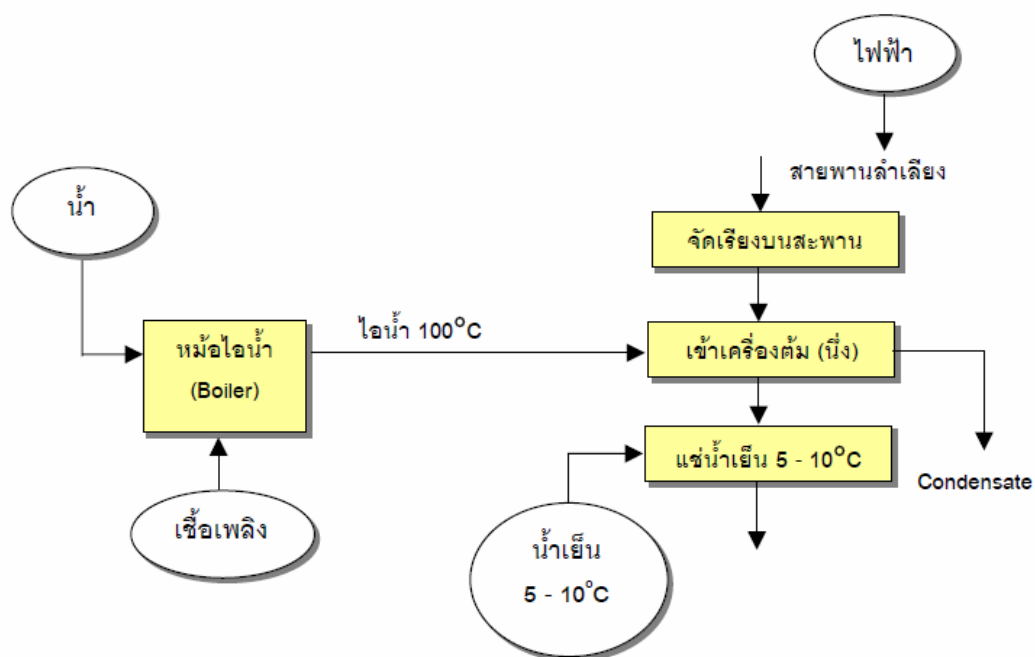 ไฟฟ้า
สายพานลำเลียง
น้ำ
จัดเรียงบนสะพาน
ไอน้ำ 100°C
หม้อไอน้ำ
(Boiler)
เข้าเครื่องต้ม (นึ่ง)
แช่น้ำเย็น 5 - 10°C
Condensate
เชื้อเพลิง
น้ำเย็น
5 - 10°C